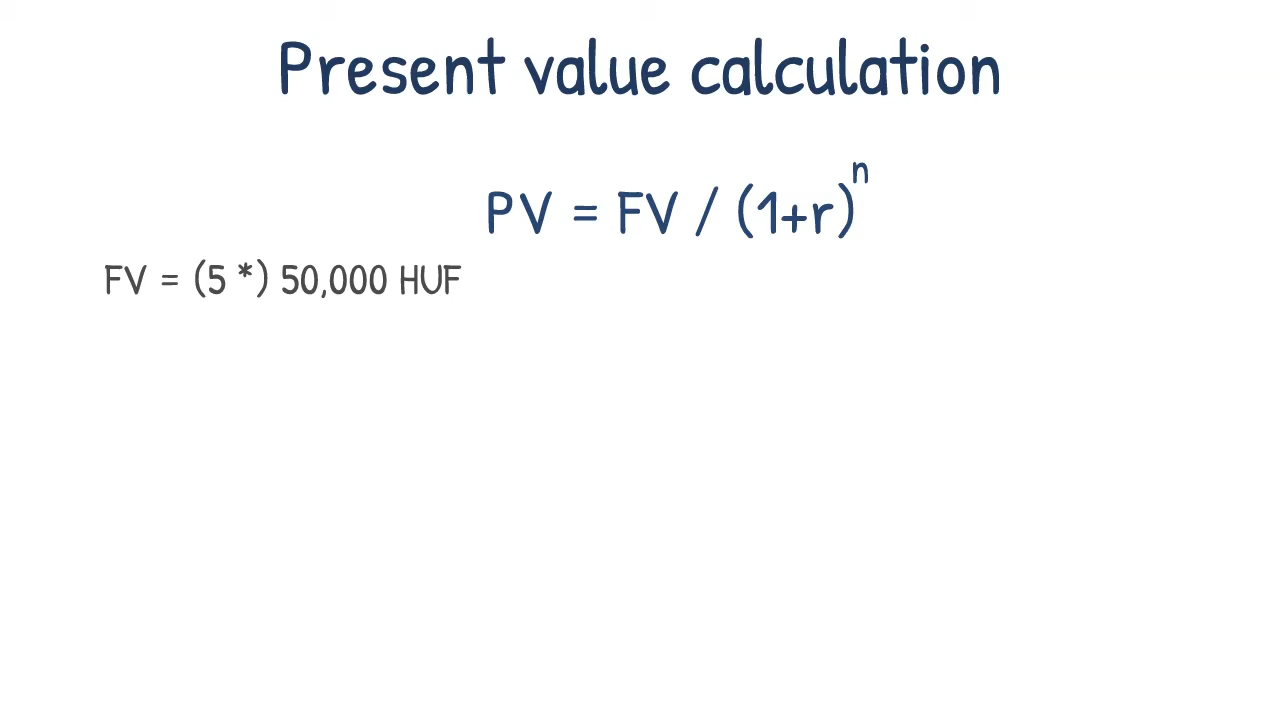 Present value calculation
PV = FV / (1+r)^n
FV = (5 *) 50,000 HUF